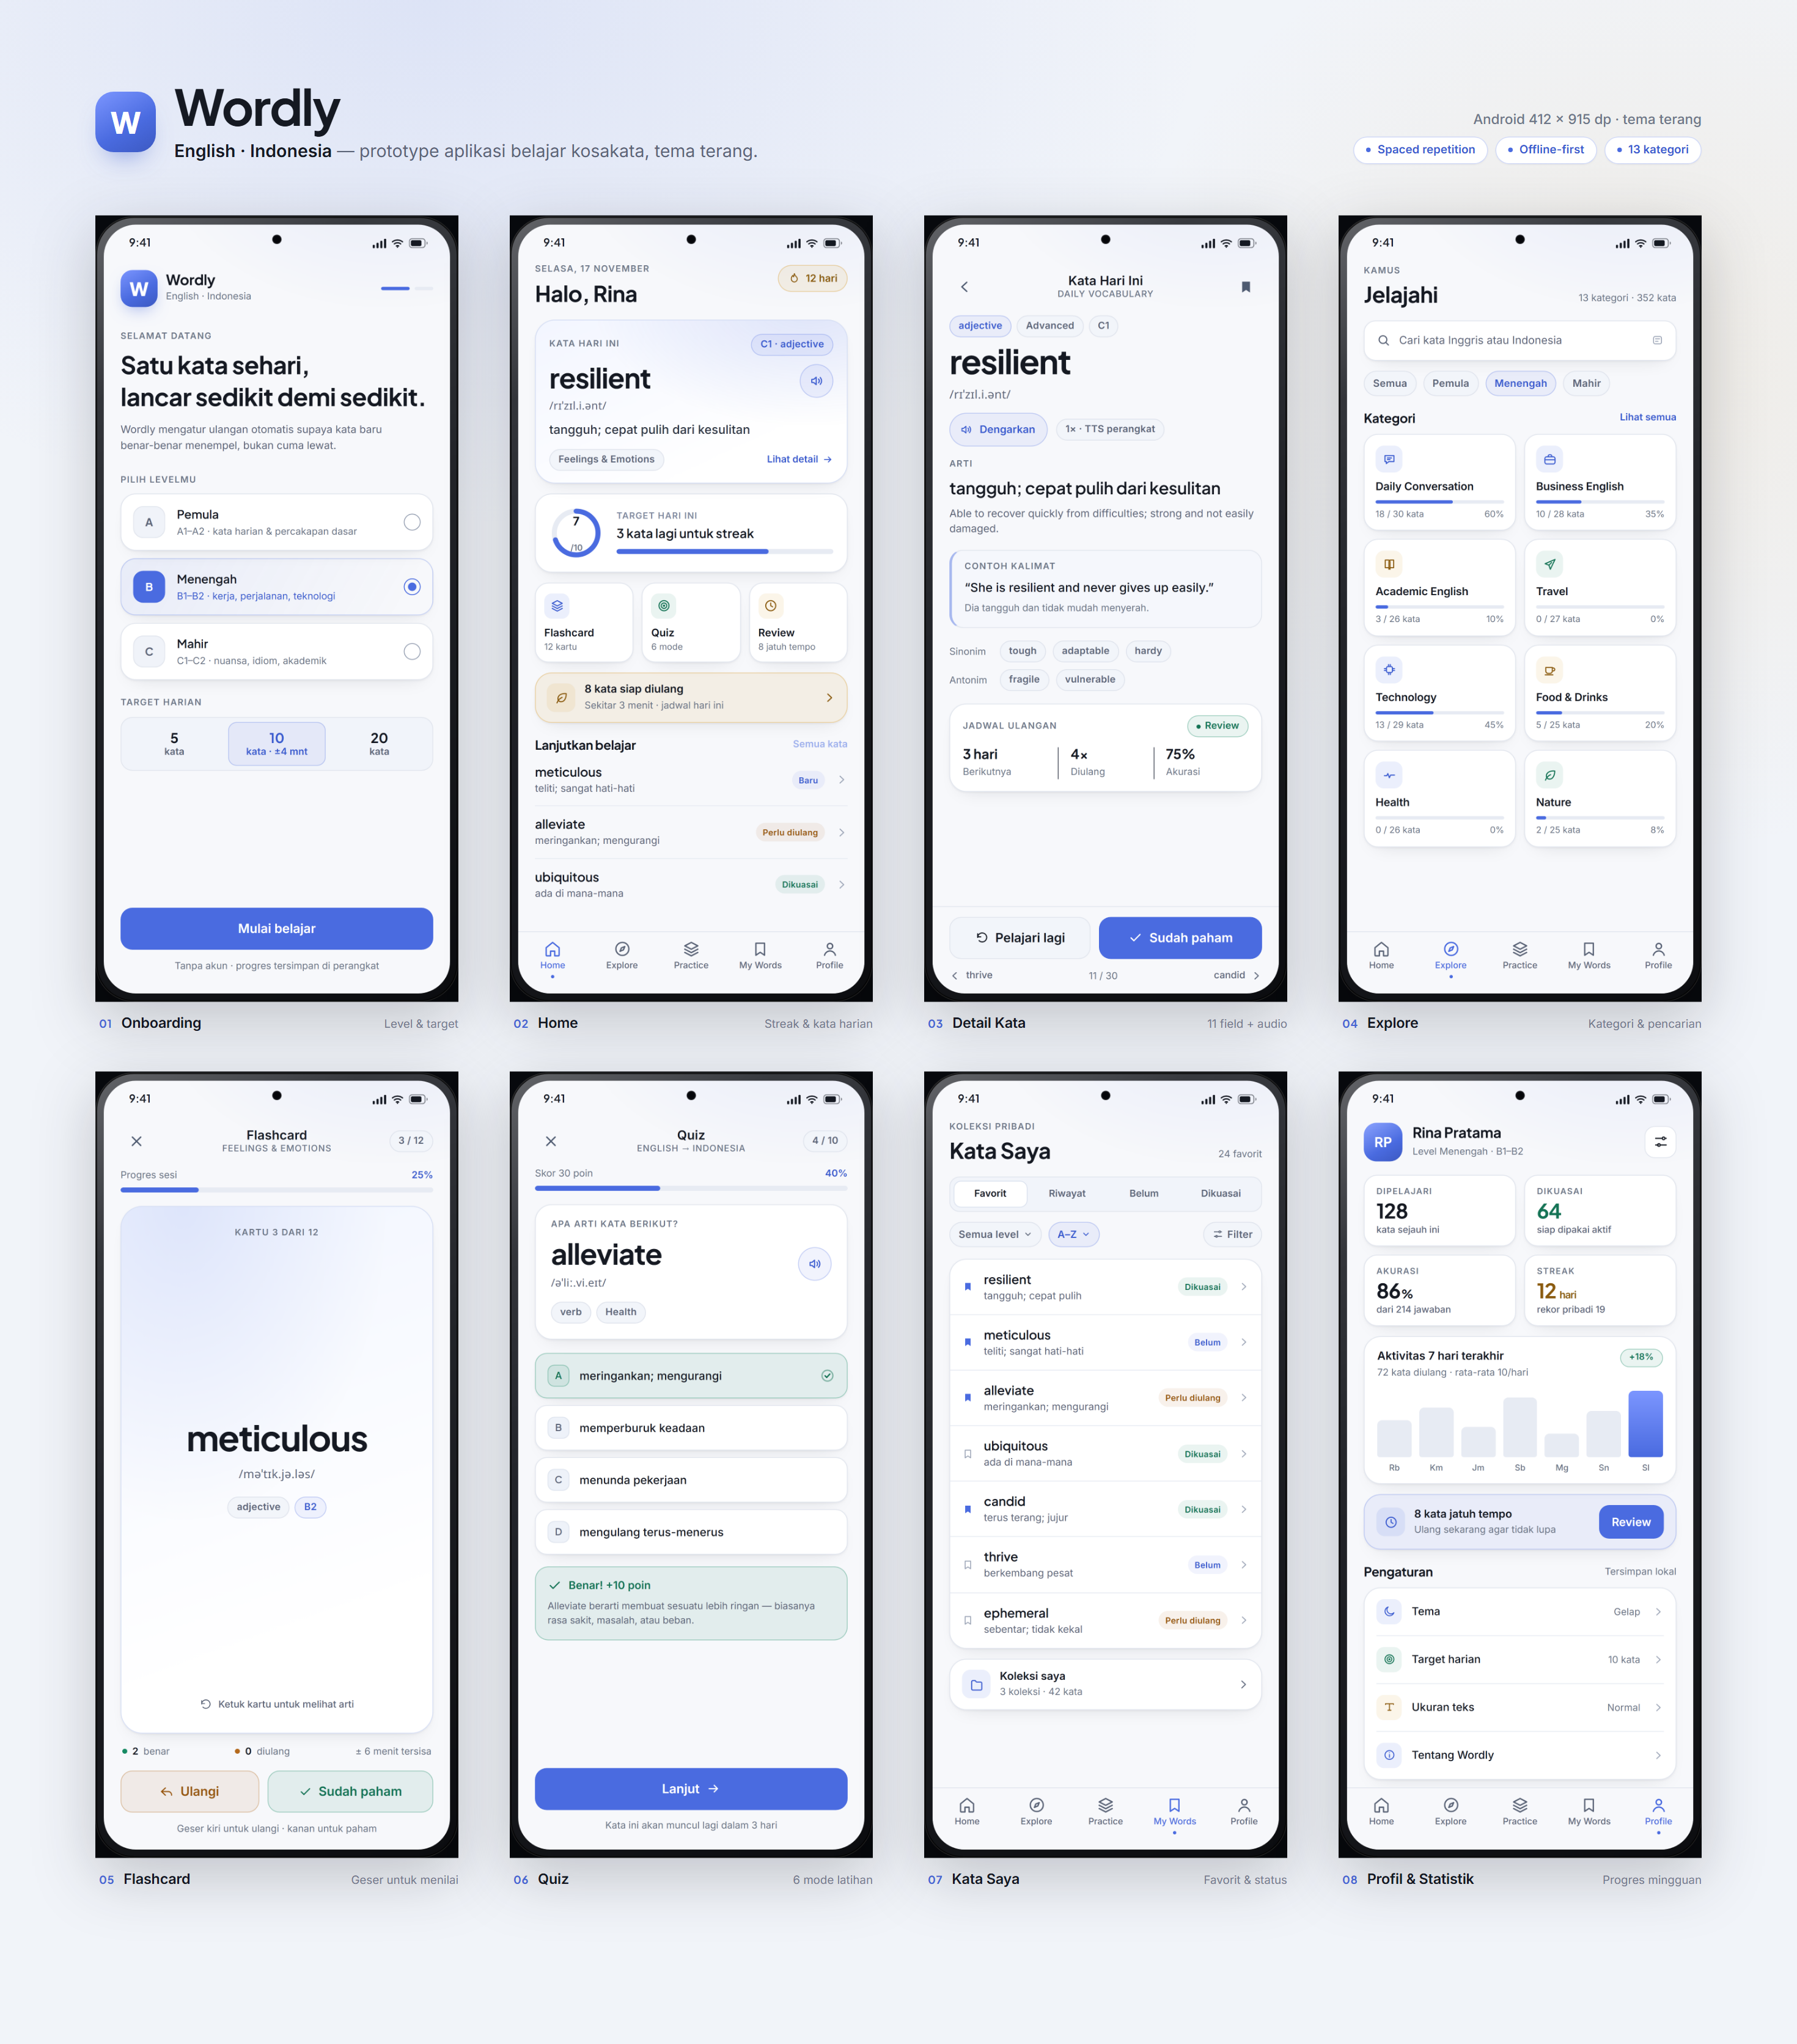 W
Wordly
English · Indonesia — prototype aplikasi belajar kosakata, tema terang.
Android 412 × 915 dp · tema terang
Spaced repetition
Offline-first
13 kategori
9:41
W
Wordly
English · Indonesia
SELAMAT DATANG
Satu kata sehari,
lancar sedikit demi sedikit.
Wordly mengatur ulangan otomatis supaya kata baru
benar-benar menempel, bukan cuma lewat.
PILIH LEVELMU
A
Pemula
A1–A2 · kata harian & percakapan dasar
B
Menengah
B1–B2 · kerja, perjalanan, teknologi
C
Mahir
C1–C2 · nuansa, idiom, akademik
TARGET HARIAN
5
kata
10
kata · ±4 mnt
20
kata
Mulai belajar
Tanpa akun · progres tersimpan di perangkat
01 Onboarding
Level & target
9:41
SELASA, 17 NOVEMBER
Halo, Rina
12 hari
KATA HARI INI
C1 · adjective
resilient
/rɪˈzɪl.i.ənt/
tangguh; cepat pulih dari kesulitan
Feelings & Emotions
Lihat detail →
7
/10
TARGET HARI INI
3 kata lagi untuk streak
Flashcard
12 kartu
Quiz
6 mode
Review
8 jatuh tempo
8 kata siap diulang
Sekitar 3 menit · jadwal hari ini
Lanjutkan belajar
Semua kata
meticulous
teliti; sangat hati-hati
Baru
alleviate
meringankan; mengurangi
Perlu diulang
ubiquitous
ada di mana-mana
Dikuasai
Home
Explore
Practice
My Words
Profile
02 Home
Streak & kata harian
9:41
Kata Hari Ini
DAILY VOCABULARY
adjective
Advanced
C1
resilient
/rɪˈzɪl.i.ənt/
Dengarkan
1× · TTS perangkat
ARTI
tangguh; cepat pulih dari kesulitan
Able to recover quickly from difficulties; strong and not easily
damaged.
CONTOH KALIMAT
“She is resilient and never gives up easily.”
Dia tangguh dan tidak mudah menyerah.
Sinonim
tough
adaptable
hardy
Antonim
fragile
vulnerable
JADWAL ULANGAN
Review
3 hari
Berikutnya
4×
Diulang
75%
Akurasi
Pelajari lagi
Sudah paham
thrive
11 / 30
candid
03 Detail Kata
11 field + audio
9:41
KAMUS
Jelajahi
13 kategori · 352 kata
Cari kata Inggris atau Indonesia
Semua
Pemula
Menengah
Mahir
Kategori
Lihat semua
Daily Conversation
18 / 30 kata
60%
Business English
10 / 28 kata
35%
Academic English
3 / 26 kata
10%
Travel
0 / 27 kata
0%
Technology
13 / 29 kata
45%
Food & Drinks
5 / 25 kata
20%
Health
0 / 26 kata
0%
Nature
2 / 25 kata
8%
Home
Explore
Practice
My Words
Profile
04 Explore
Kategori & pencarian
9:41
Flashcard
FEELINGS & EMOTIONS
3 / 12
Progres sesi
25%
KARTU 3 DARI 12
meticulous
/məˈtɪk.jə.ləs/
adjective
B2
Ketuk kartu untuk melihat arti
2 benar
0 diulang
± 6 menit tersisa
Ulangi
Sudah paham
Geser kiri untuk ulangi · kanan untuk paham
05 Flashcard
Geser untuk menilai
9:41
Quiz
ENGLISH → INDONESIA
4 / 10
Skor 30 poin
40%
APA ARTI KATA BERIKUT?
alleviate
/əˈliː.vi.eɪt/
verb
Health
A
meringankan; mengurangi
B
memperburuk keadaan
C
menunda pekerjaan
D
mengulang terus-menerus
Benar! +10 poin
Alleviate berarti membuat sesuatu lebih ringan — biasanya
rasa sakit, masalah, atau beban.
Lanjut →
Kata ini akan muncul lagi dalam 3 hari
06 Quiz
6 mode latihan
9:41
KOLEKSI PRIBADI
Kata Saya
24 favorit
Favorit
Riwayat
Belum
Dikuasai
Semua level
A–Z
Filter
resilient
tangguh; cepat pulih
Dikuasai
meticulous
teliti; sangat hati-hati
Belum
alleviate
meringankan; mengurangi
Perlu diulang
ubiquitous
ada di mana-mana
Dikuasai
candid
terus terang; jujur
Dikuasai
thrive
berkembang pesat
Belum
ephemeral
sebentar; tidak kekal
Perlu diulang
Koleksi saya
3 koleksi · 42 kata
Home
Explore
Practice
My Words
Profile
07 Kata Saya
Favorit & status
9:41
RP
Rina Pratama
Level Menengah · B1–B2
DIPELAJARI
128
kata sejauh ini
DIKUASAI
64
siap dipakai aktif
AKURASI
86%
dari 214 jawaban
STREAK
12 hari
rekor pribadi 19
Aktivitas 7 hari terakhir
72 kata diulang · rata-rata 10/hari
+18%
Rb
Km
Jm
Sb
Mg
Sn
Sl
8 kata jatuh tempo
Ulang sekarang agar tidak lupa
Review
Pengaturan
Tersimpan lokal
Tema
Gelap
Target harian
10 kata
Ukuran teks
Normal
Tentang Wordly
Home
Explore
Practice
My Words
Profile
08 Profil & Statistik
Progres mingguan